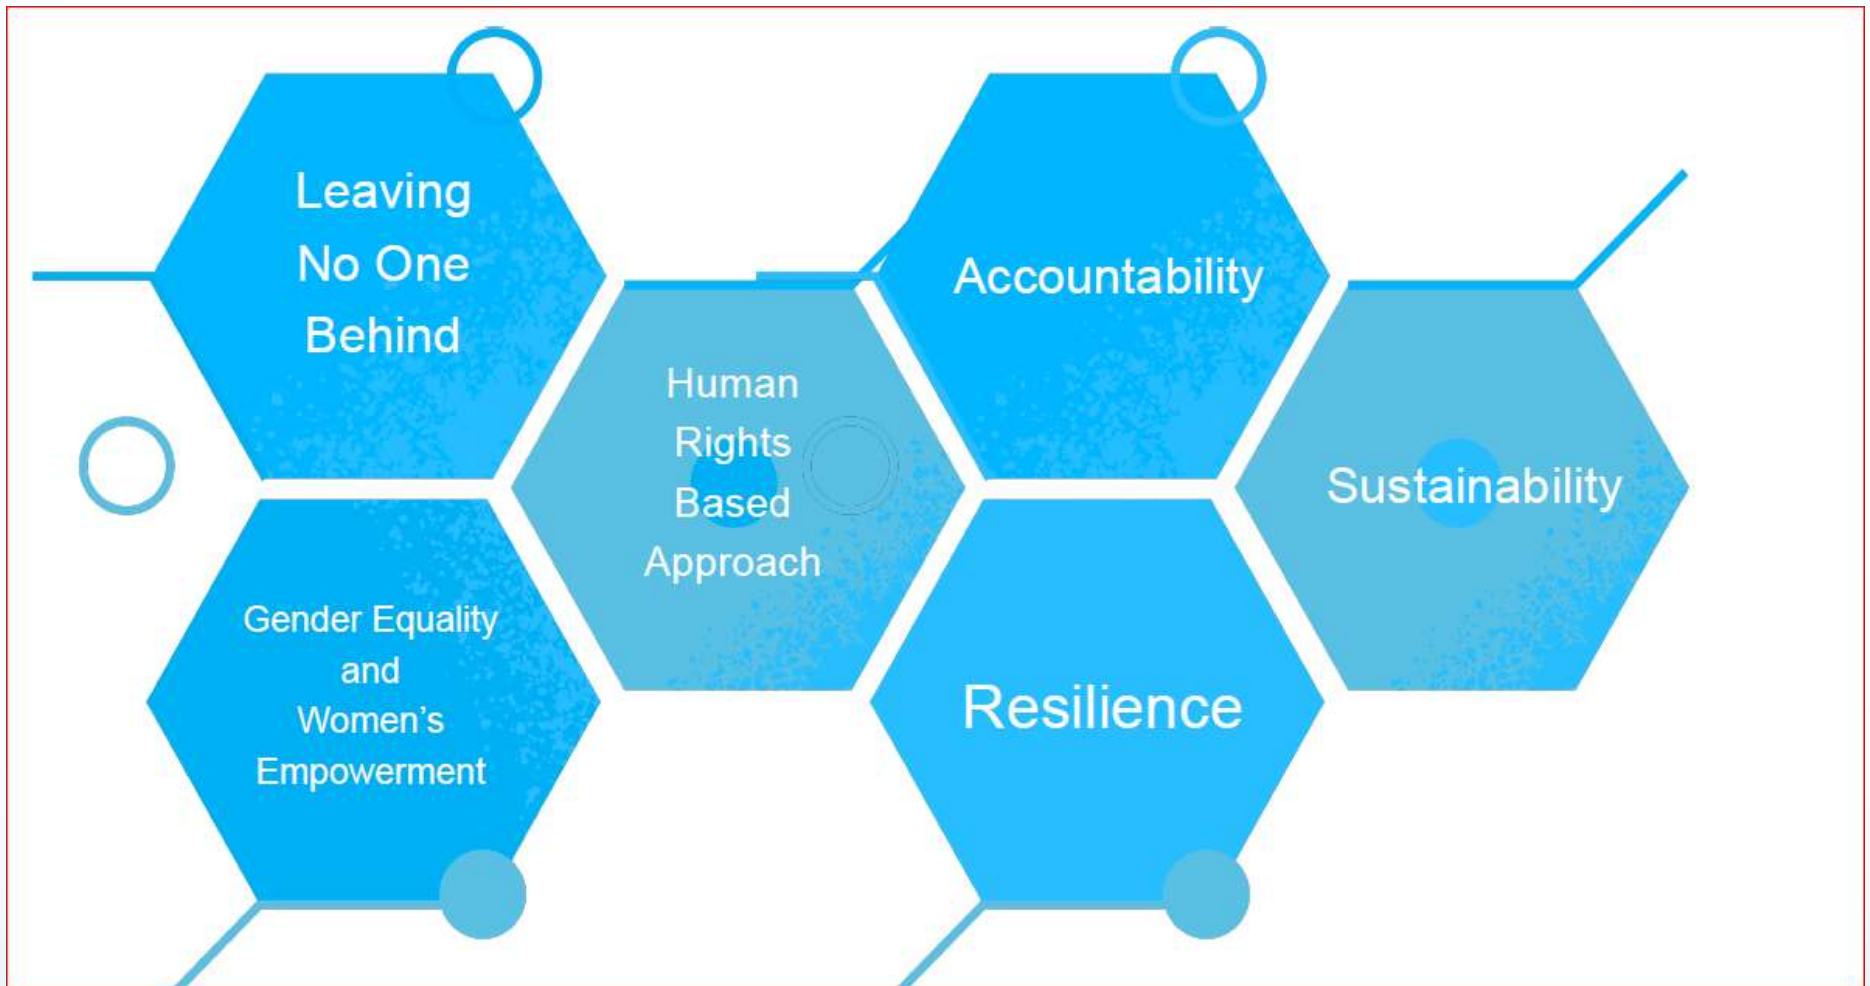 Leaving
No One
Behind
Gender Equality
and
Women’s
Empowerment
Human
Rights
Based
Approach
Accountability
Resilience
Sustainability